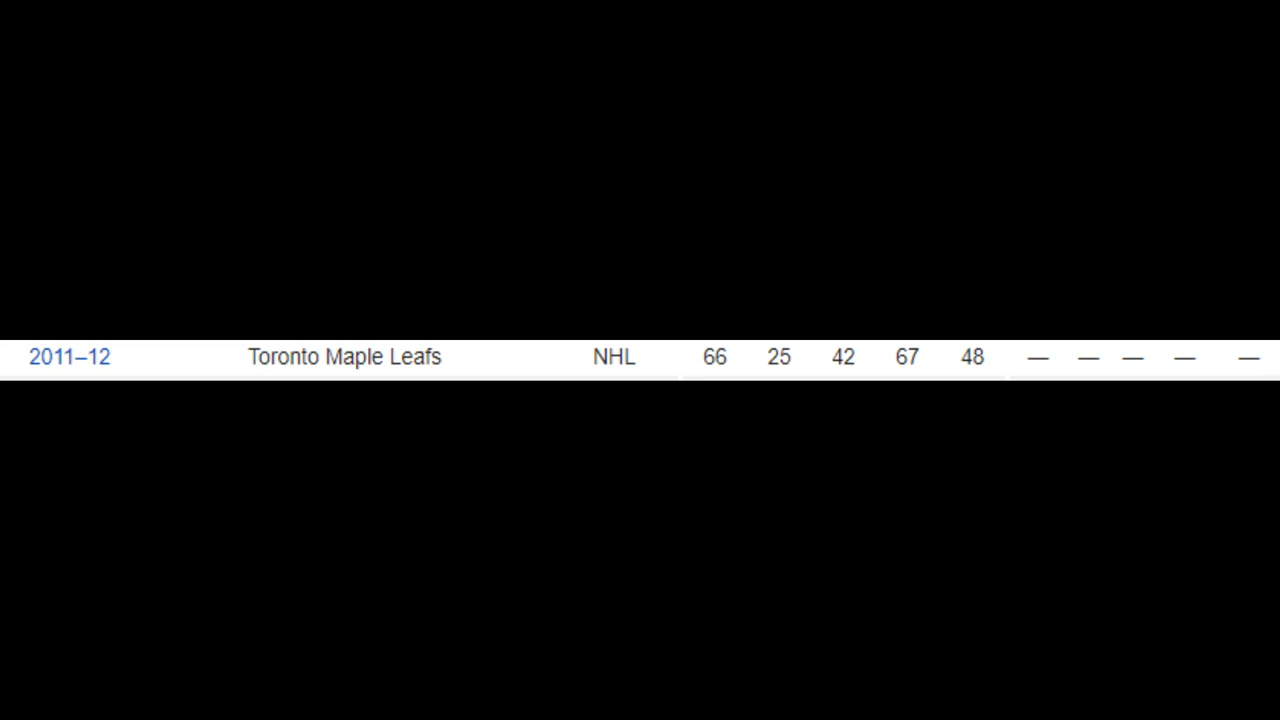 2011–12 Toronto Maple Leafs NHL 66 25 42 67 48 — — — — —